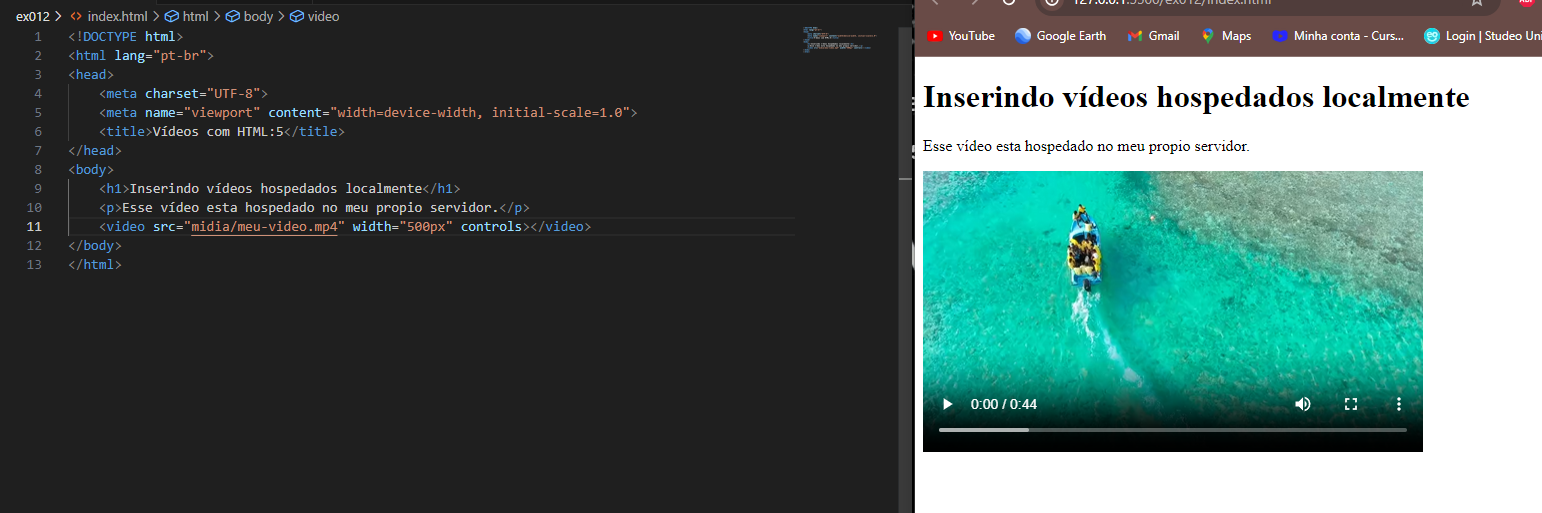 ex012 > <> index.html > html > body > video
1 <!DOCTYPE html>
2 <html lang="pt-br">
3 <head>
4 <meta charset="UTF-8">
5 <meta name="viewport" content="width=device-width, initial-scale=1.0">
6 <title>Vídeos com HTML:5</title>
7 </head>
8 <body>
9 <h1>Inserindo vídeos hospedados localmente</h1>
10 <p>Esse vídeo esta hospedado no meu propio servidor.</p>
11 <video src="midia/meu-video.mp4" width="500px" controls></video>
12 </body>
13 </html>
127.0.0.1:5500/ex012/index.html
YouTube Google Earth Gmail Maps Minha conta - Curs... Login | Studeo Uni
Inserindo vídeos hospedados localmente
Esse vídeo esta hospedado no meu propio servidor.
0:00 / 0:44